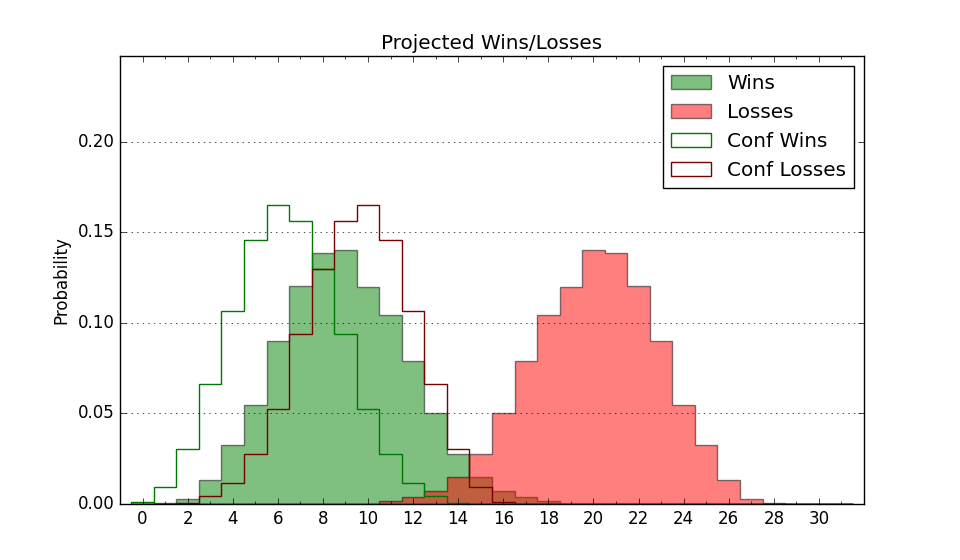 Projected Wins/Losses
Wins
Losses
Conf Wins
Conf Losses
Probability
0.20
0.15
0.10
0.05
0.00
0 2 4 6 8 10 12 14 16 18 20 22 24 26 28 30